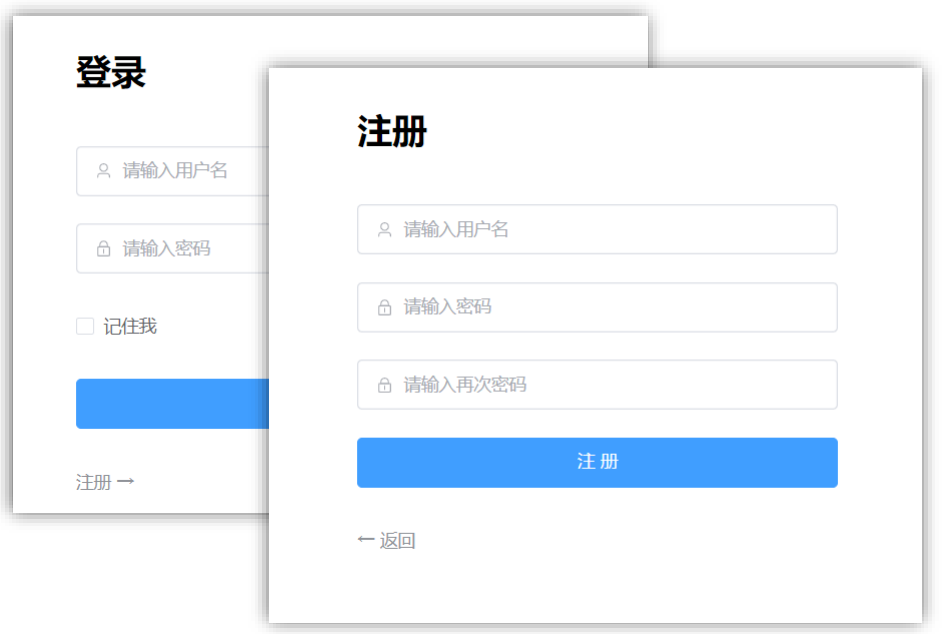 登录
请输入用户名
请输入密码
记住我
注册 →
注册
请输入用户名
请输入密码
请输入再次密码
注 册
← 返回